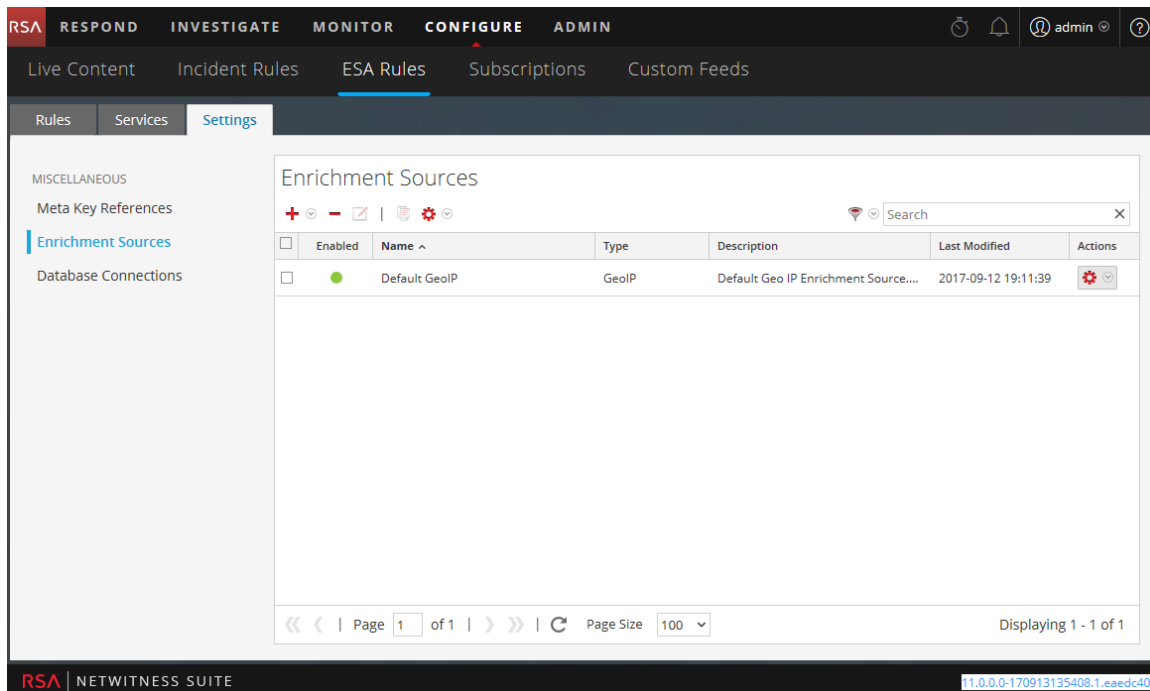 RSA RESPOND INVESTIGATE MONITOR CONFIGURE ADMIN admin ?
Live Content Incident Rules ESA Rules Subscriptions Custom Feeds
Rules Services Settings
MISCELLANEOUS
Meta Key References
Enrichment Sources
Database Connections
Enrichment Sources
Search
Enabled Name Type Description Last Modified Actions
Default GeoIP GeoIP Default Geo IP Enrichment Source.... 2017-09-12 19:11:39
Page 1 of 1 Page Size 100 Displaying 1 - 1 of 1
RSA NETWITNESS SUITE 11.0.0.0-170913135408.1.eaedc40